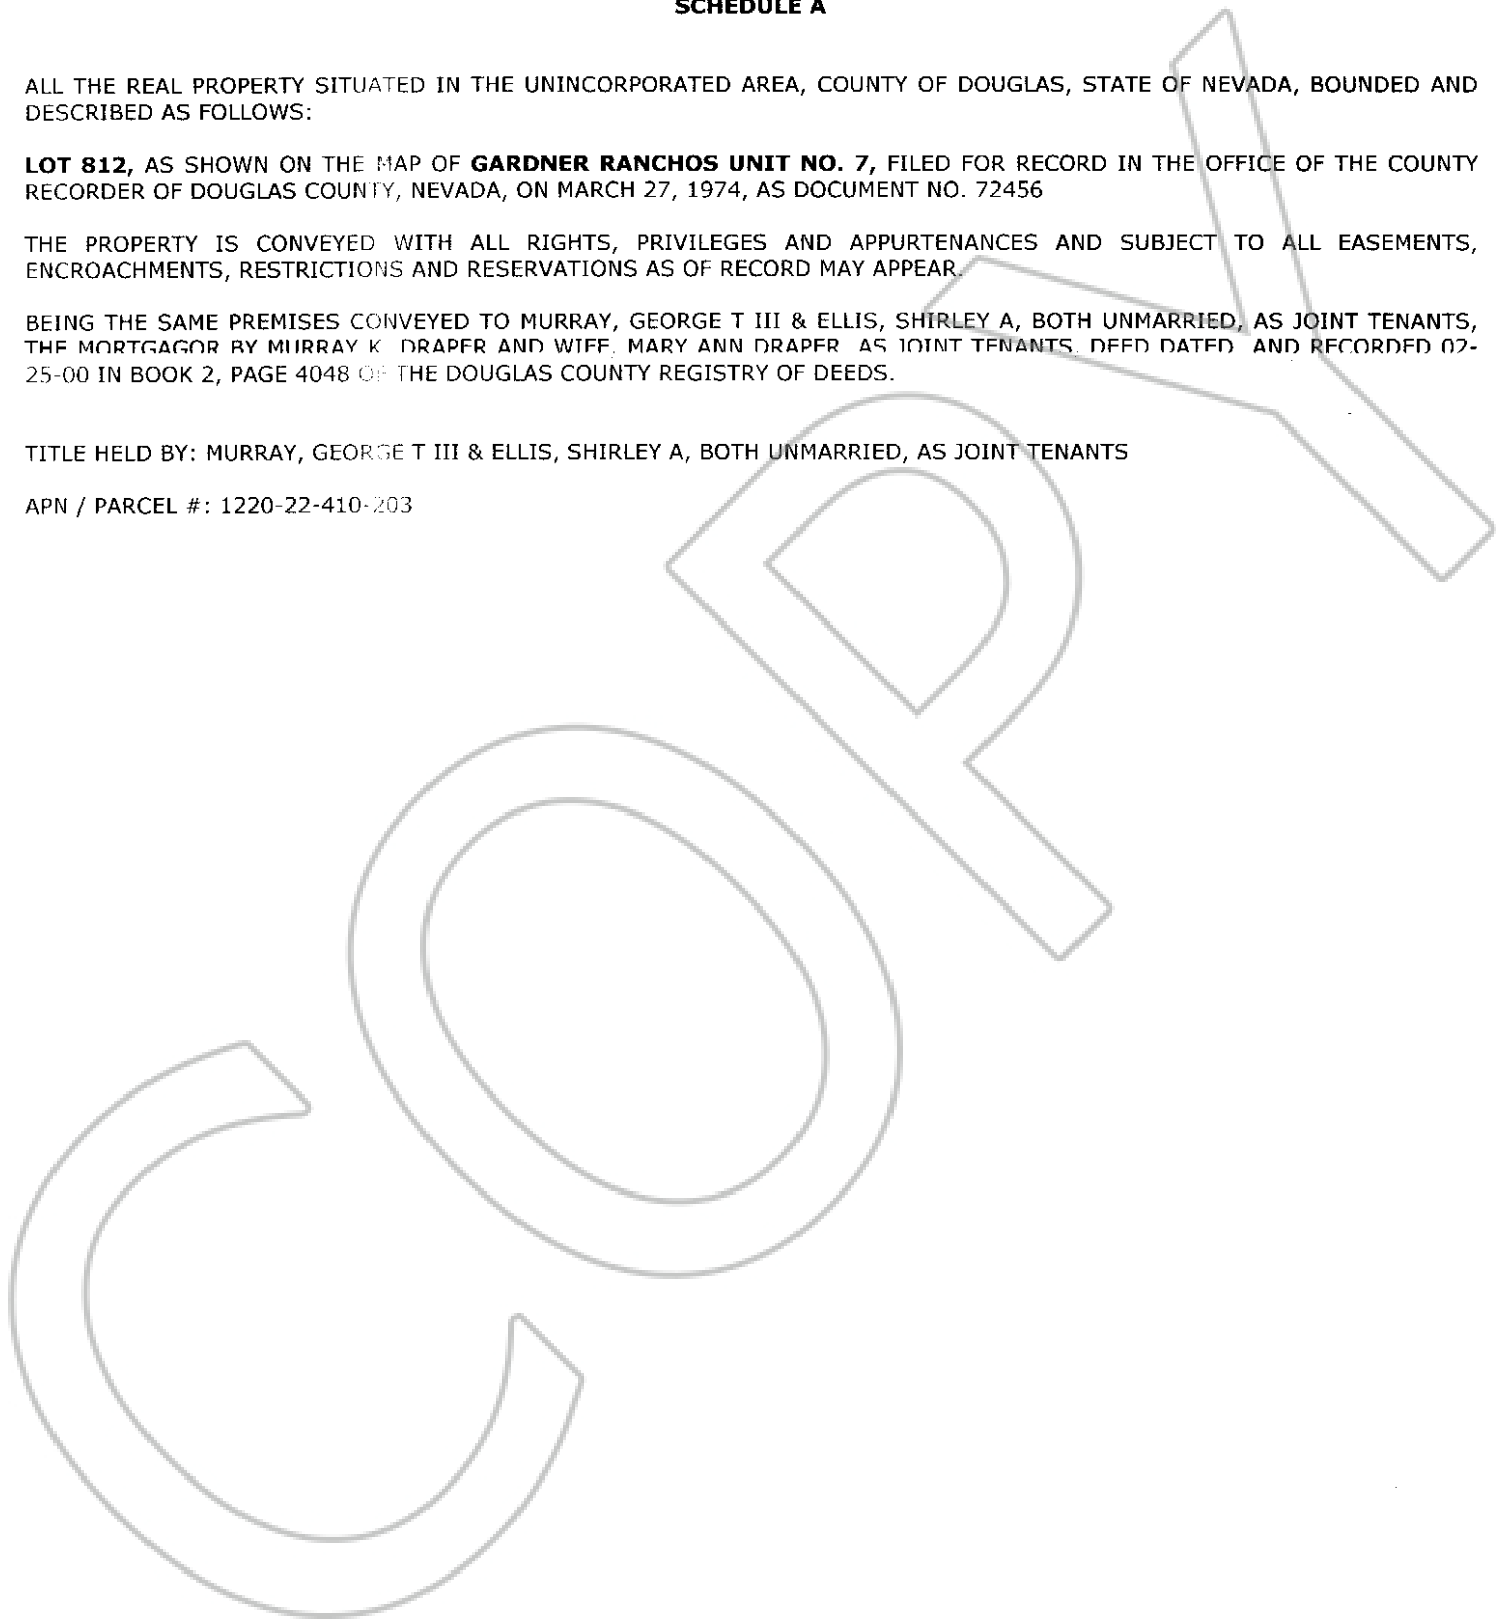 SCHEDULE A
ALL THE REAL PROPERTY SITUATED IN THE UNINCORPORATED AREA, COUNTY OF DOUGLAS, STATE OF NEVADA, BOUNDED AND
DESCRIBED AS FOLLOWS:
LOT 812, AS SHOWN ON THE MAP OF GARDNER RANCHOS UNIT NO. 7, FILED FOR RECORD IN THE OFFICE OF THE COUNTY
RECORDER OF DOUGLAS COUNTY, NEVADA, ON MARCH 27, 1974, AS DOCUMENT NO. 72456
THE PROPERTY IS CONVEYED WITH ALL RIGHTS, PRIVILEGES AND APPURTENANCES AND SUBJECT TO ALL EASEMENTS,
ENCROACHMENTS, RESTRICTIONS AND RESERVATIONS AS OF RECORD MAY APPEAR.
BEING THE SAME PREMISES CONVEYED TO MURRAY, GEORGE T III & ELLIS, SHIRLEY A, BOTH UNMARRIED, AS JOINT TENANTS,
THE MORTGAGOR BY MURRAY K. DRAPER AND WIFE, MARY ANN DRAPER AS JOINT TENANTS. DEED DATED AND RECORDED 02-
25-00 IN BOOK 2, PAGE 4048 OF THE DOUGLAS COUNTY REGISTRY OF DEEDS.
TITLE HELD BY: MURRAY, GEORGE T III & ELLIS, SHIRLEY A, BOTH UNMARRIED, AS JOINT TENANTS
APN / PARCEL #: 1220-22-410-203
COPY